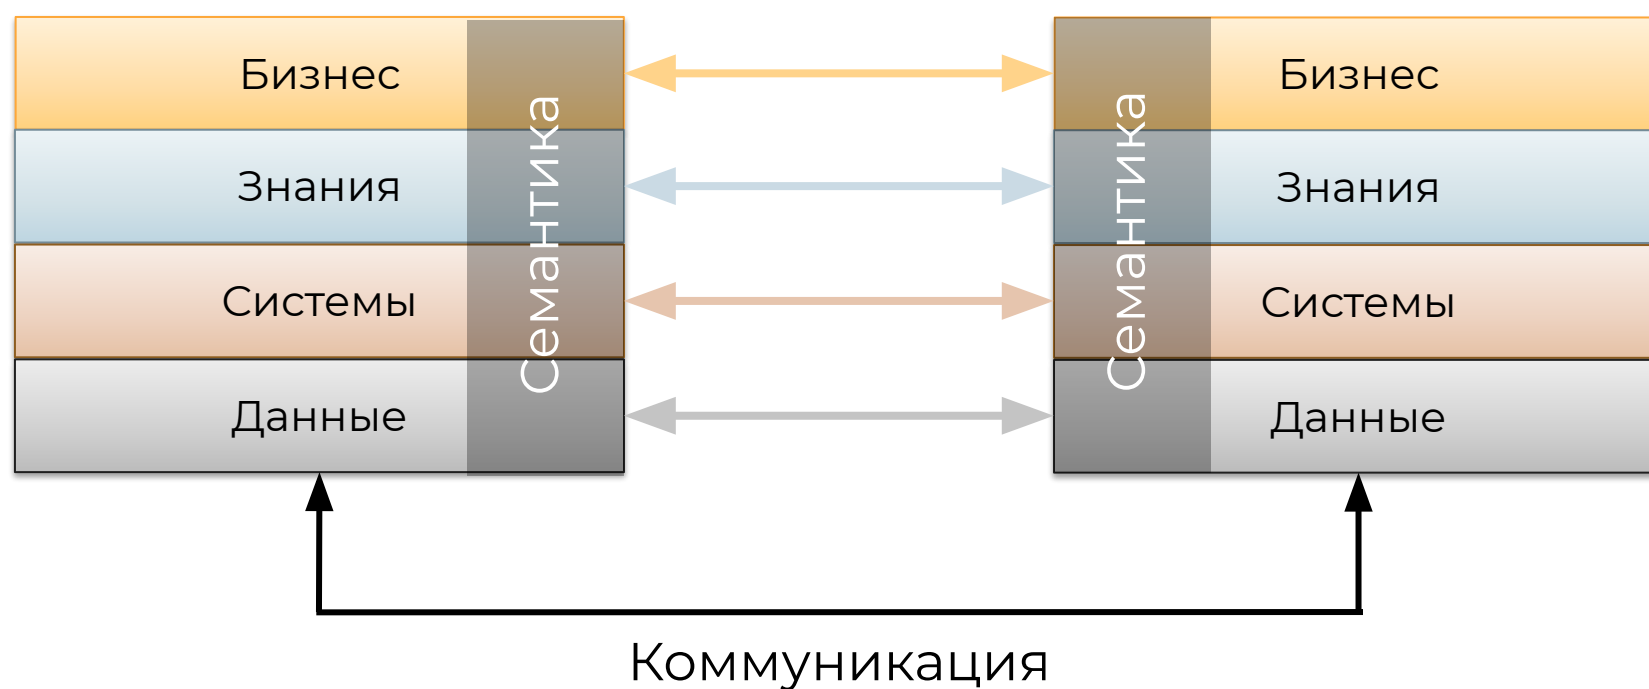 Бизнес
Знания
Системы
Данные
Семантика
Семантика
Бизнес
Знания
Системы
Данные
Коммуникация